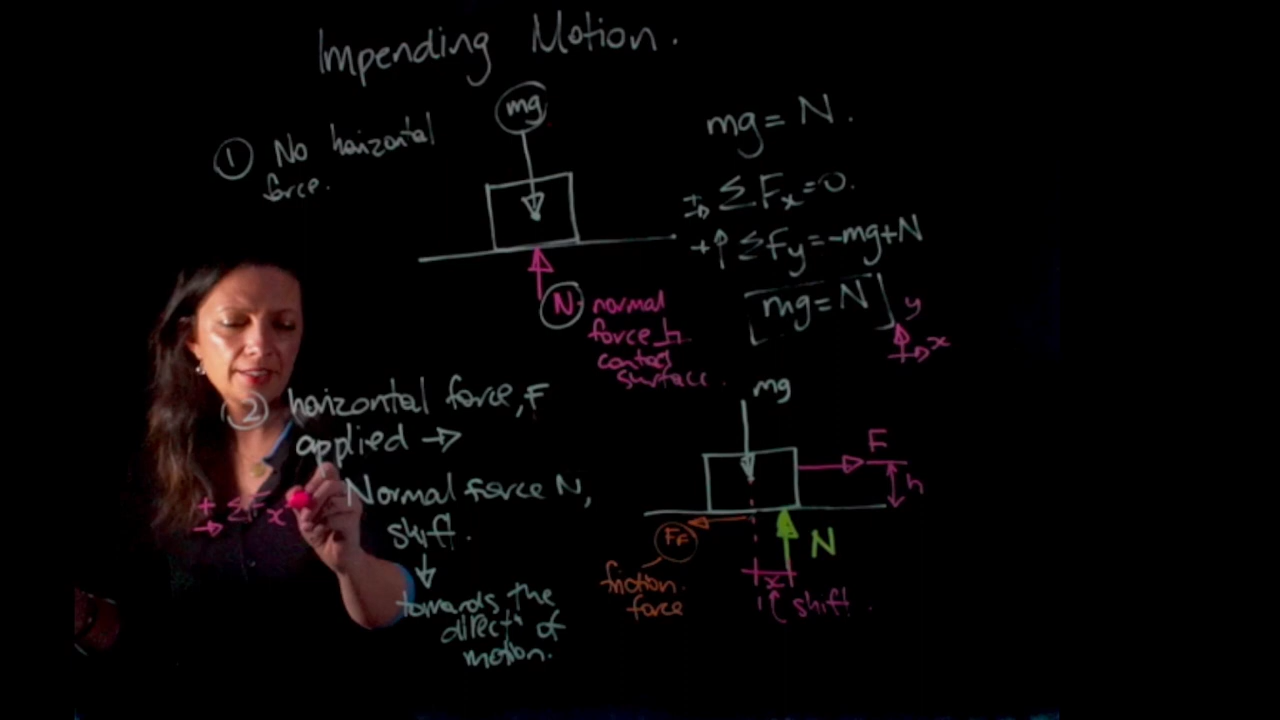 Impending Motion.
① No horizontal
force.
mg
N - normal
force h
contact
surface.
mg = N.
+→ ΣFx = 0.
+↑ Σfy = -mg+N
[mg = N]
y
x
② horizontal force, F
applied →
Normal force N,
shift.
↓
towards the
directⁿ of
motion.
+→ ΣFx
mg
F
h
N
FF
friction
force
x
shift.